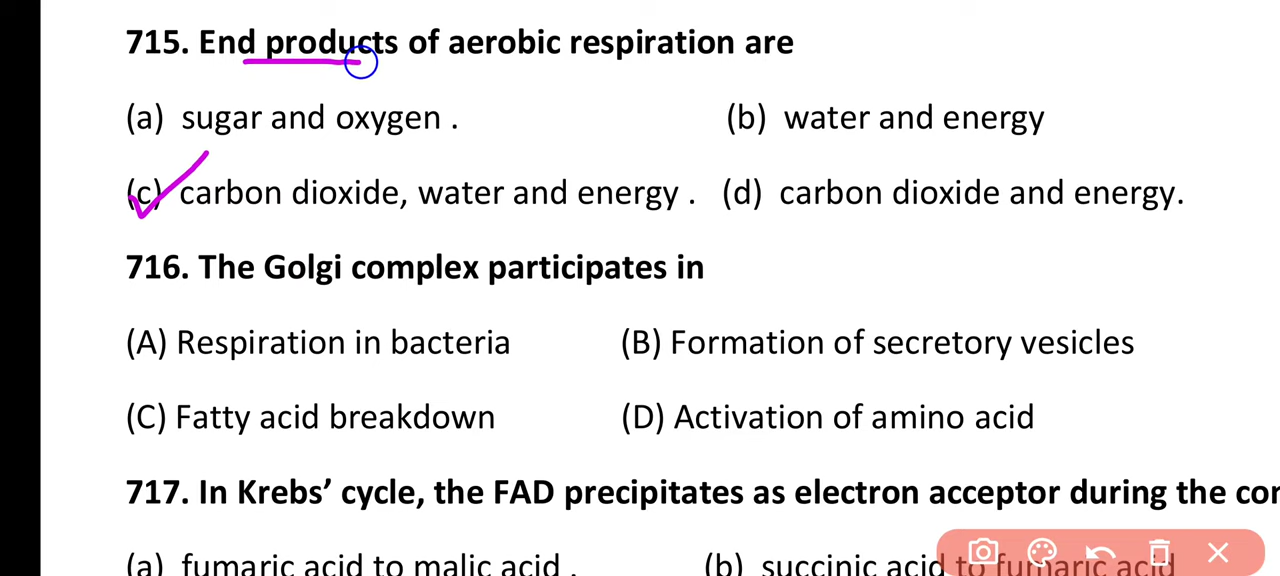 715. End products of aerobic respiration are
(a) sugar and oxygen . (b) water and energy
(c) carbon dioxide, water and energy . (d) carbon dioxide and energy.
716. The Golgi complex participates in
(A) Respiration in bacteria (B) Formation of secretory vesicles
(C) Fatty acid breakdown (D) Activation of amino acid
717. In Krebs’ cycle, the FAD precipitates as electron acceptor during the con
(a) fumaric acid to malic acid . (b) succinic acid to fumaric acid